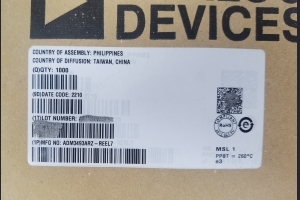 DEVICES
COUNTRY OF ASSEMBLY: PHILIPPINES
COUNTRY OF DIFFUSION: TAIWAN, CHINA
(Q)QTY: 1000
(9D)DATE CODE: 2210
(1T)LOT NUMBER:
(1P)MFG NO: ADM3493ARZ-REEL7
RoHS
MSL 1
PPBT = 260°C
e3